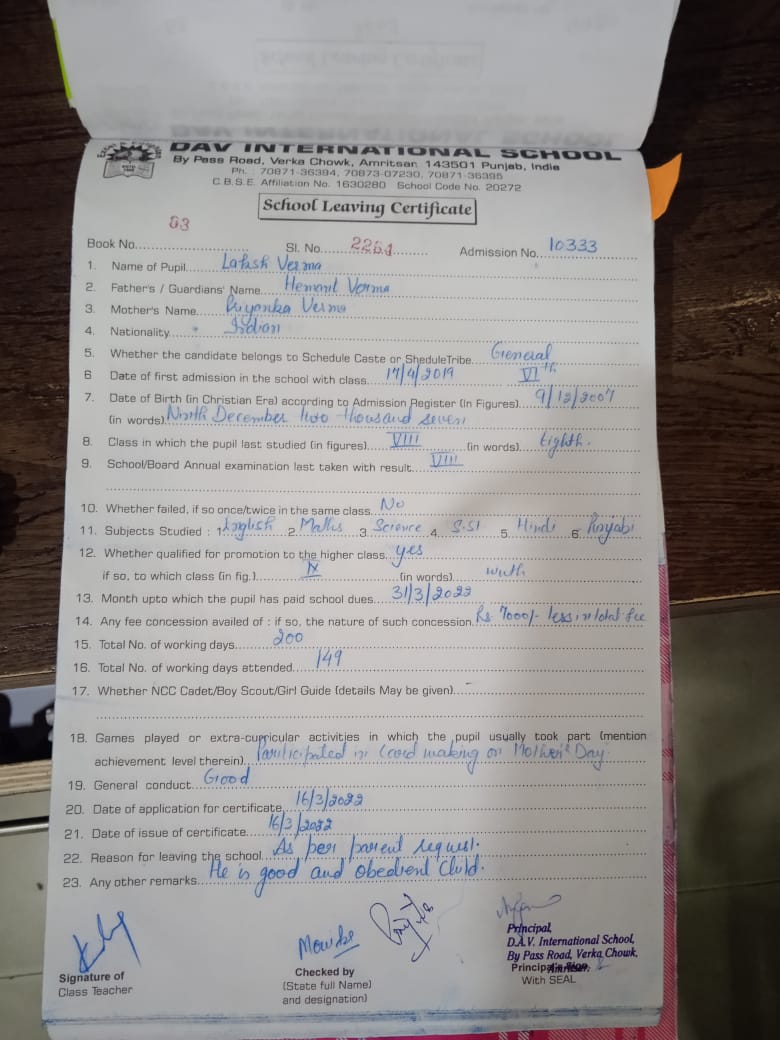 DAV INTERNATIONAL SCHOOL
By Pass Road, Verka Chowk, Amritsar. 143501 Punjab, India
Ph. : 70871-36394, 70873-07230, 70871-36395
C.B.S.E. Affiliation No. 1630280 School Code No. 20272
School Leaving Certificate
Book No. 83 Sl. No. 2261 Admission No. 10333
1. Name of Pupil Laksh Verma
2. Father's / Guardians' Name Hemant Verma
3. Mother's Name Priyanka Verma
4. Nationality Indian
5. Whether the candidate belongs to Schedule Caste or SheduleTribe. General
6 Date of first admission in the school with class. 17/4/2019 VIth
7. Date of Birth (in Christian Era) according to Admission Register (In Figures) 9/12/2007
(in words) Ninth December two thousand seven
8. Class in which the pupil last studied (in figures) VIII (in words) Eighth.
9. School/Board Annual examination last taken with result VIII
10. Whether failed, if so once/twice in the same class. No
11. Subjects Studied : 1. English 2. Maths 3. Science 4. S.St 5. Hindi 6. Punjabi
12. Whether qualified for promotion to the higher class. yes
if so, to which class (in fig.) IX (in words)
13. Month upto which the pupil has paid school dues. 31/3/2022
14. Any fee concession availed of : if so, the nature of such concession. Rs. 7000/- less in total fee
15. Total No. of working days. 200
16. Total No. of working days attended. 149
17. Whether NCC Cadet/Boy Scout/Girl Guide (details May be given). –
18. Games played or extra-curricular activities in which the pupil usually took part (mention
achievement level therein). Participated in Card making on Mother's Day
19. General conduct Good
20. Date of application for certificate 16/3/2022
21. Date of issue of certificate 16/3/2022
22. Reason for leaving the school As per parent request.
23. Any other remarks He is good and obedient child.
Principal,
D.A.V. International School,
By Pass Road, Verka Chowk,
Amritsar.
Signature of
Class Teacher
Checked by
(State full Name)
and designation)
Principal's Sign
With SEAL